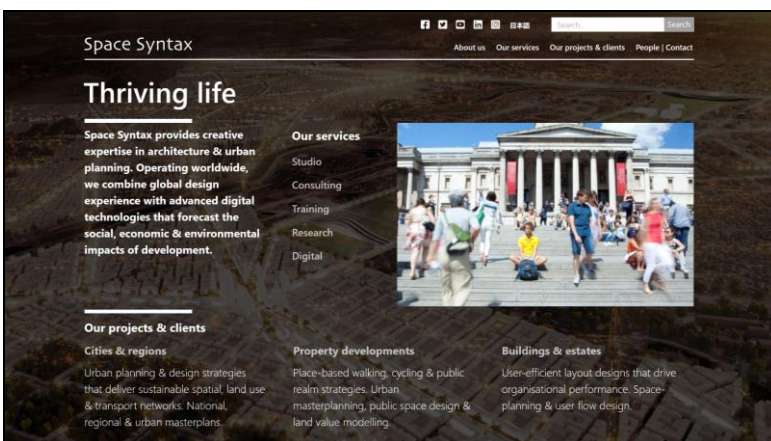 日本語
Search...
Search
Space Syntax
About us
Our services
Our projects & clients
People | Contact
Thriving life
Space Syntax provides creative
expertise in architecture & urban
planning. Operating worldwide,
we combine global design
experience with advanced digital
technologies that forecast the
social, economic & environmental
impacts of development.
Our services
Studio
Consulting
Training
Research
Digital
Our projects & clients
Cities & regions
Urban planning & design strategies
that deliver sustainable spatial, land use
& transport networks. National,
regional & urban masterplans.
Property developments
Place-based walking, cycling & public
realm strategies. Urban
masterplanning, public space design &
land value modelling.
Buildings & estates
User-efficient layout designs that drive
organisational performance. Space-
planning & user flow design.